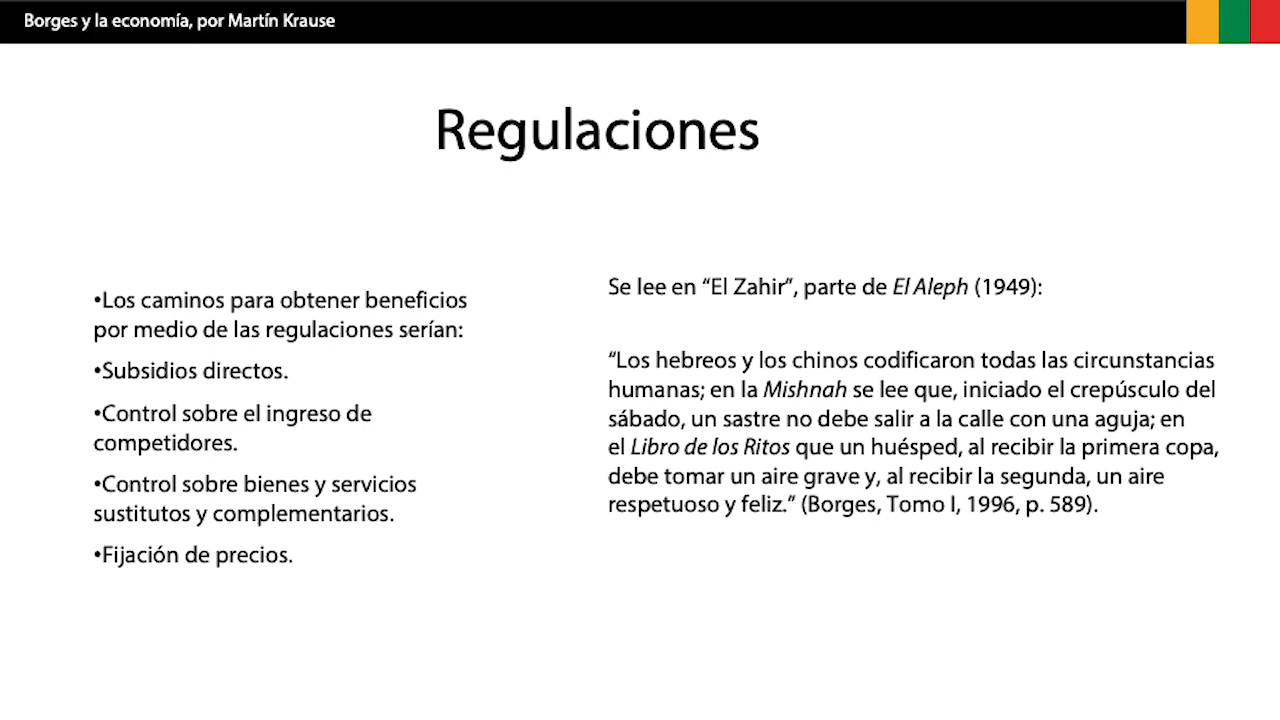 Borges y la economía, por Martín Krause
Regulaciones
•Los caminos para obtener beneficios
por medio de las regulaciones serían:
•Subsidios directos.
•Control sobre el ingreso de
competidores.
•Control sobre bienes y servicios
sustitutos y complementarios.
•Fijación de precios.
Se lee en “El Zahir”, parte de El Aleph (1949):
“Los hebreos y los chinos codificaron todas las circunstancias
humanas; en la Mishnah se lee que, iniciado el crepúsculo del
sábado, un sastre no debe salir a la calle con una aguja; en
el Libro de los Ritos que un huésped, al recibir la primera copa,
debe tomar un aire grave y, al recibir la segunda, un aire
respetuoso y feliz.” (Borges, Tomo I, 1996, p. 589).